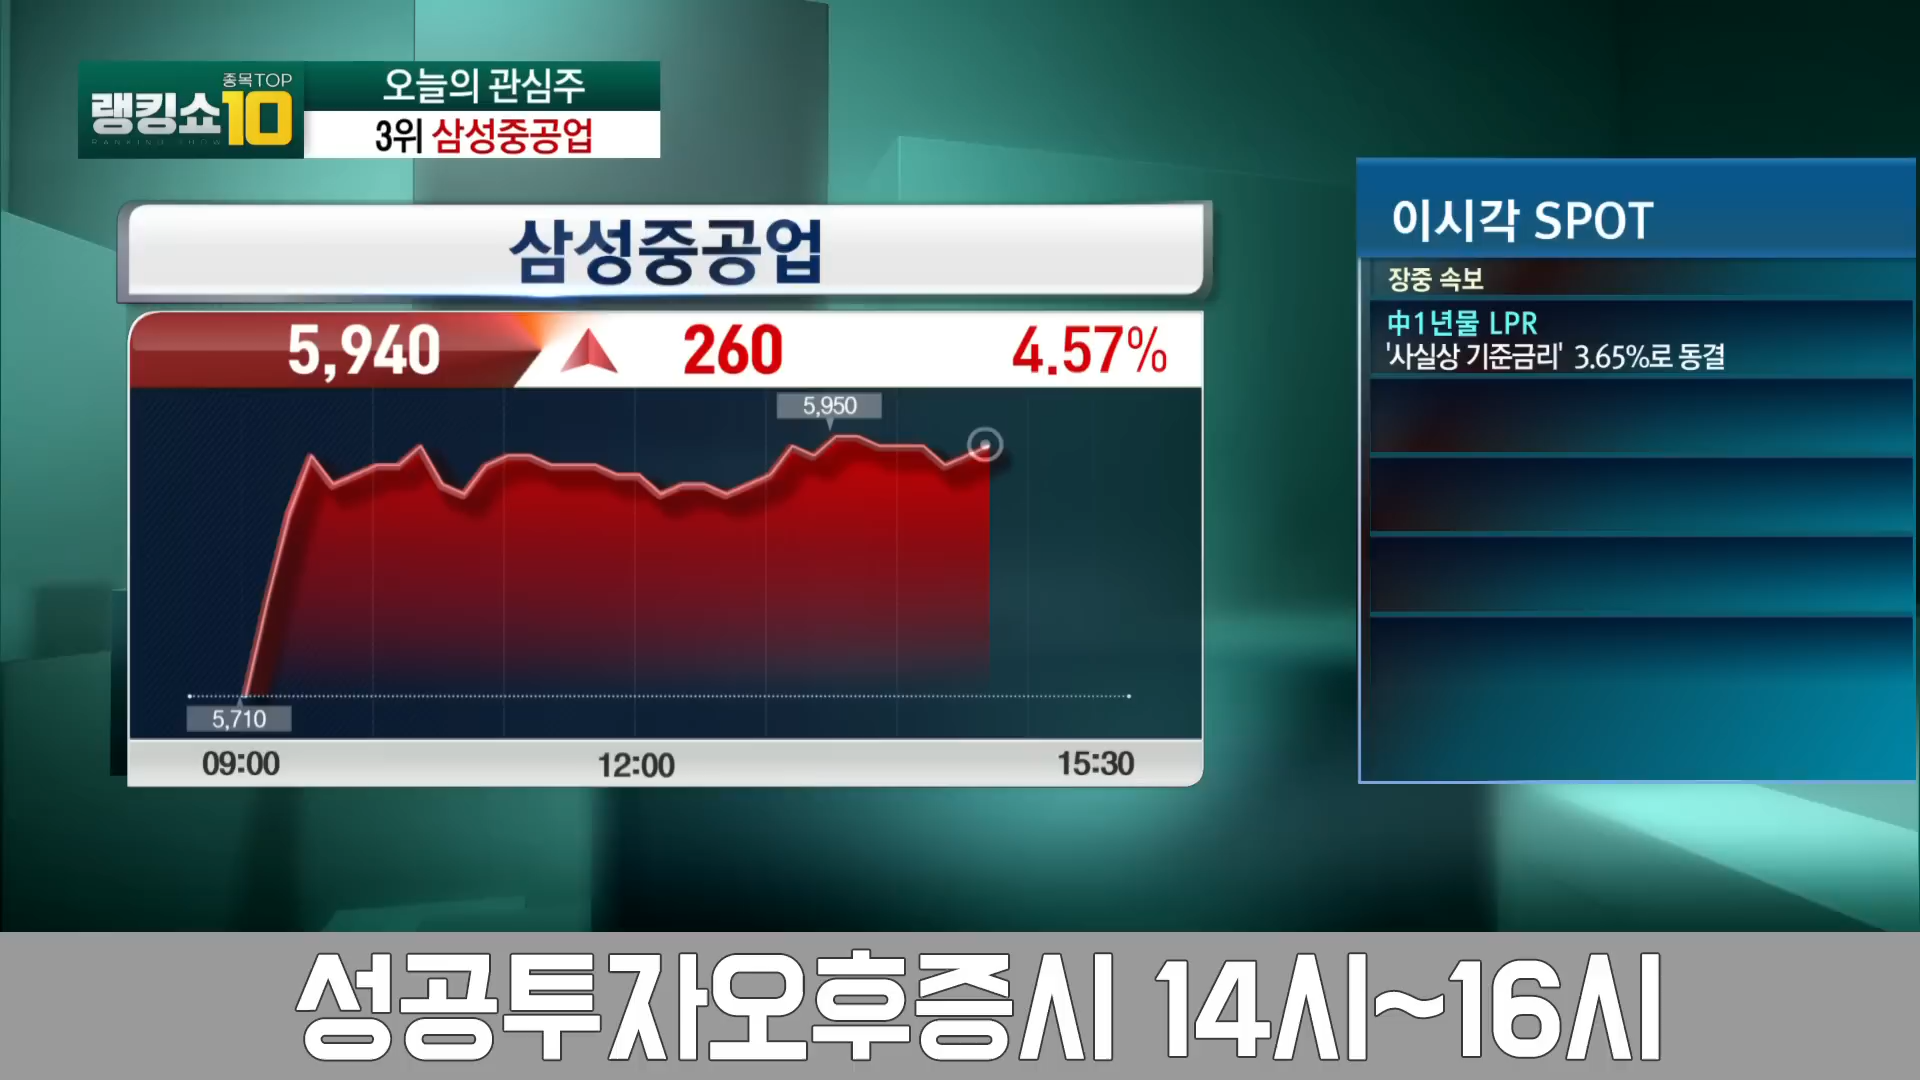 종목TOP
랭킹쇼10
RANKING SHOW
오늘의 관심주
3위 삼성중공업
삼성중공업
5,940 260 4.57%
5,950
5,710
09:00 12:00 15:30
이시각 SPOT
장중 속보
中1년물 LPR
'사실상 기준금리' 3.65%로 동결
성공투자오후증시 14시~16시